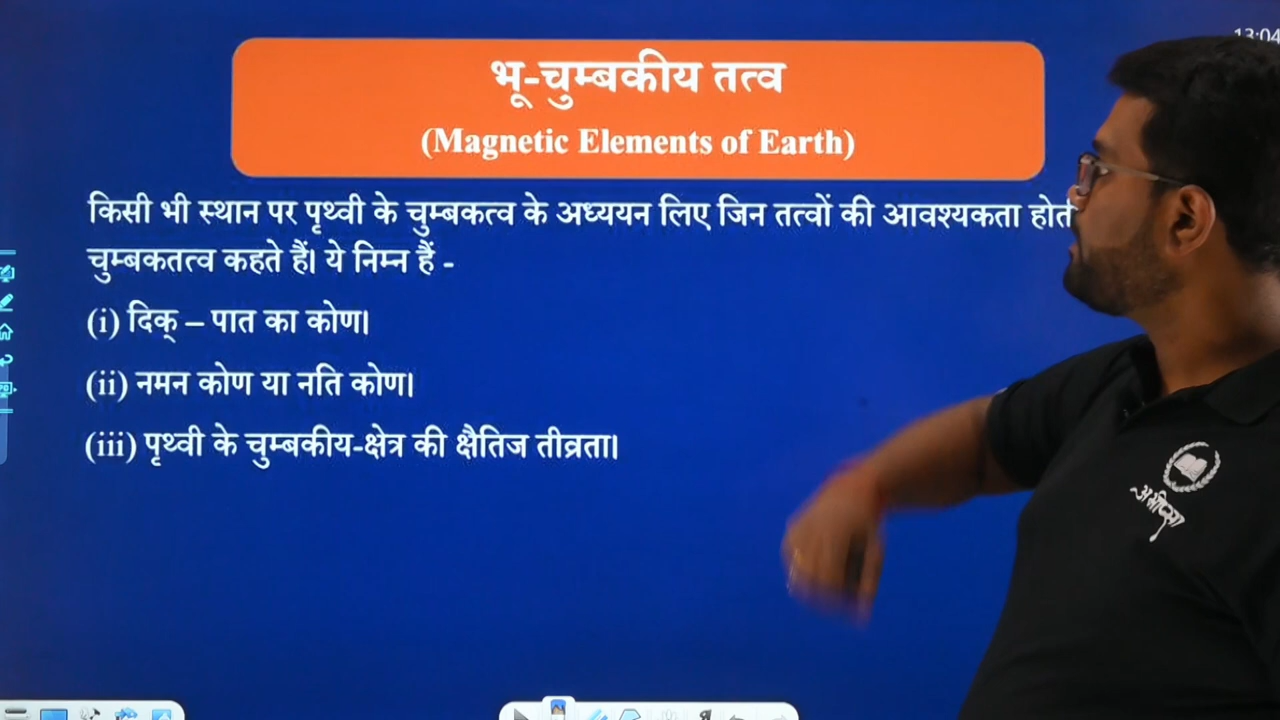 13:04
भू-चुम्बकीय तत्व
(Magnetic Elements of Earth)
किसी भी स्थान पर पृथ्वी के चुम्बकत्व के अध्ययन लिए जिन तत्वों की आवश्यकता होती
चुम्बकतत्व कहते हैं। ये निम्न हैं -
(i) दिक् – पात का कोण।
(ii) नमन कोण या नति कोण।
(iii) पृथ्वी के चुम्बकीय-क्षेत्र की क्षैतिज तीव्रता।
अभीप्सा